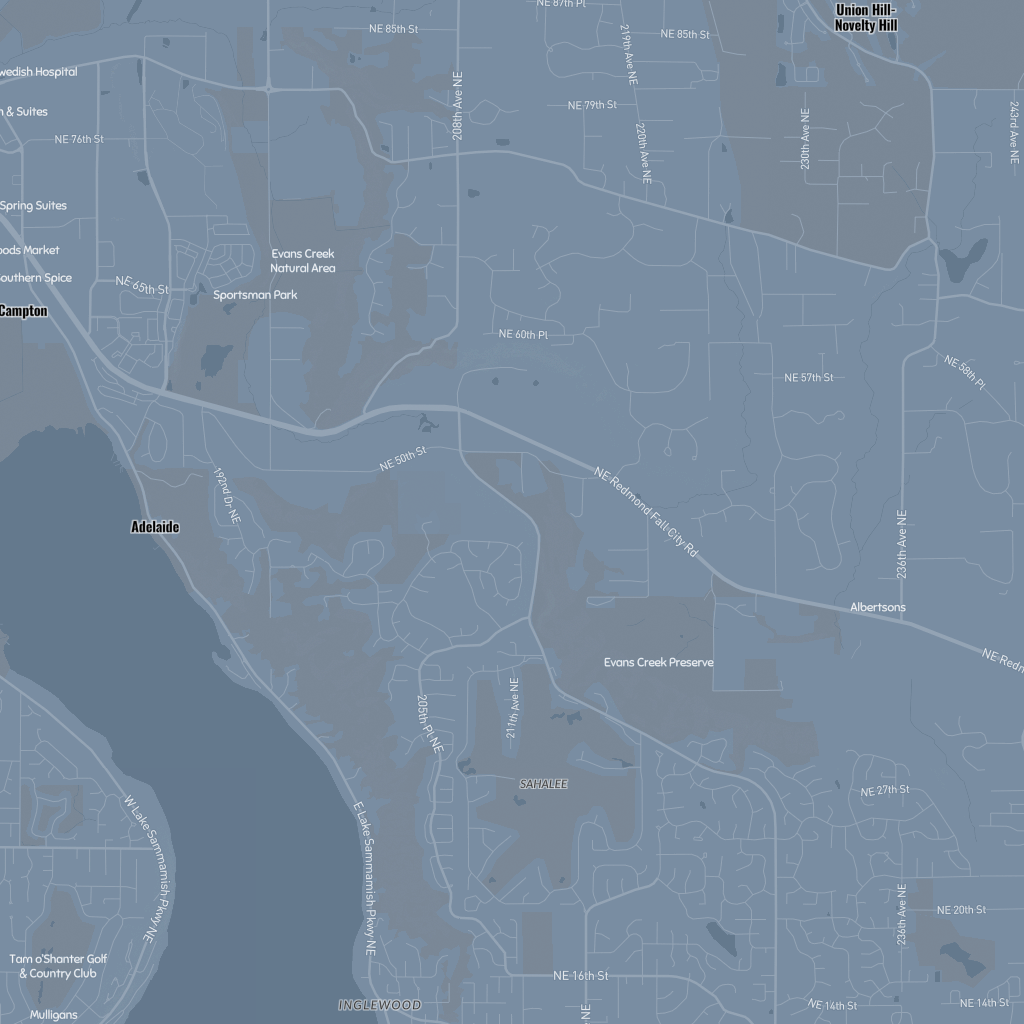 NE 87th Pl
Union Hill-
Novelty Hill
NE 85th St
NE 85th St
219th Ave NE
Swedish Hospital
208th Ave NE
NE 79th St
n & Suites
220th Ave NE
230th Ave NE
243rd Ave NE
NE 76th St
Spring Suites
oods Market
Evans Creek
Natural Area
outhern Spice
NE 65th St
Sportsman Park
Campton
NE 60th Pl
NE 57th St
NE 58th Pl
NE 50th St
192nd Dr NE
NE Redmond Fall City Rd
Adelaide
236th Ave NE
Albertsons
NE Redn
Evans Creek Preserve
205th Pl NE
211th Ave NE
SAHALEE
NE 27th St
W Lake Sammamish Pkwy NE
E Lake Sammamish Pkwy NE
236th Ave NE
NE 20th St
Tam o'Shanter Golf
& Country Club
NE 16th St
INGLEWOOD
Mulligans
NE
NE 14th St
NE 14th St